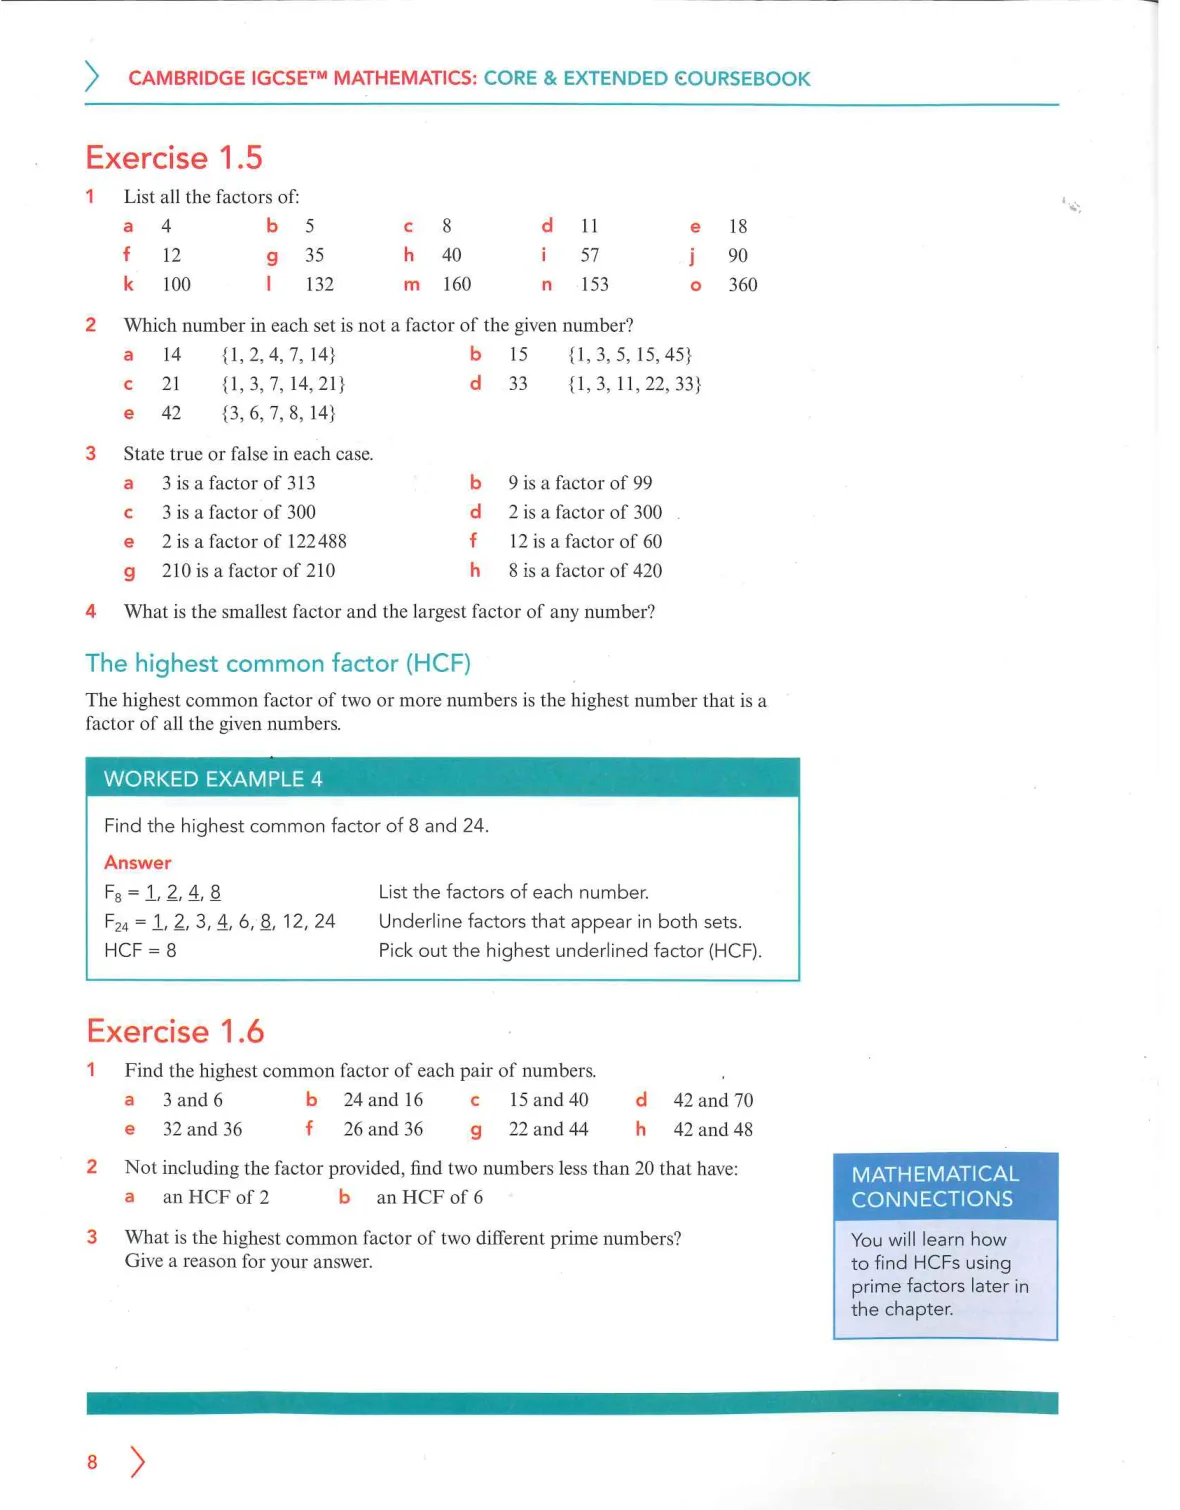 CAMBRIDGE IGCSE™ MATHEMATICS: CORE & EXTENDED COURSEBOOK
Exercise 1.5
1 List all the factors of:
a 4 b 5 c 8 d 11 e 18
f 12 g 35 h 40 i 57 j 90
k 100 l 132 m 160 n 153 o 360
2 Which number in each set is not a factor of the given number?
a 14 {1, 2, 4, 7, 14} b 15 {1, 3, 5, 15, 45}
c 21 {1, 3, 7, 14, 21} d 33 {1, 3, 11, 22, 33}
e 42 {3, 6, 7, 8, 14}
3 State true or false in each case.
a 3 is a factor of 313 b 9 is a factor of 99
c 3 is a factor of 300 d 2 is a factor of 300
e 2 is a factor of 122488 f 12 is a factor of 60
g 210 is a factor of 210 h 8 is a factor of 420
4 What is the smallest factor and the largest factor of any number?
The highest common factor (HCF)
The highest common factor of two or more numbers is the highest number that is a
factor of all the given numbers.
WORKED EXAMPLE 4
Find the highest common factor of 8 and 24.
Answer
F₈ = 1, 2, 4, 8 List the factors of each number.
F₂₄ = 1, 2, 3, 4, 6, 8, 12, 24 Underline factors that appear in both sets.
HCF = 8 Pick out the highest underlined factor (HCF).
Exercise 1.6
1 Find the highest common factor of each pair of numbers.
a 3 and 6 b 24 and 16 c 15 and 40 d 42 and 70
e 32 and 36 f 26 and 36 g 22 and 44 h 42 and 48
2 Not including the factor provided, find two numbers less than 20 that have:
a an HCF of 2 b an HCF of 6
3 What is the highest common factor of two different prime numbers?
Give a reason for your answer.
MATHEMATICAL
CONNECTIONS
You will learn how
to find HCFs using
prime factors later in
the chapter.
8